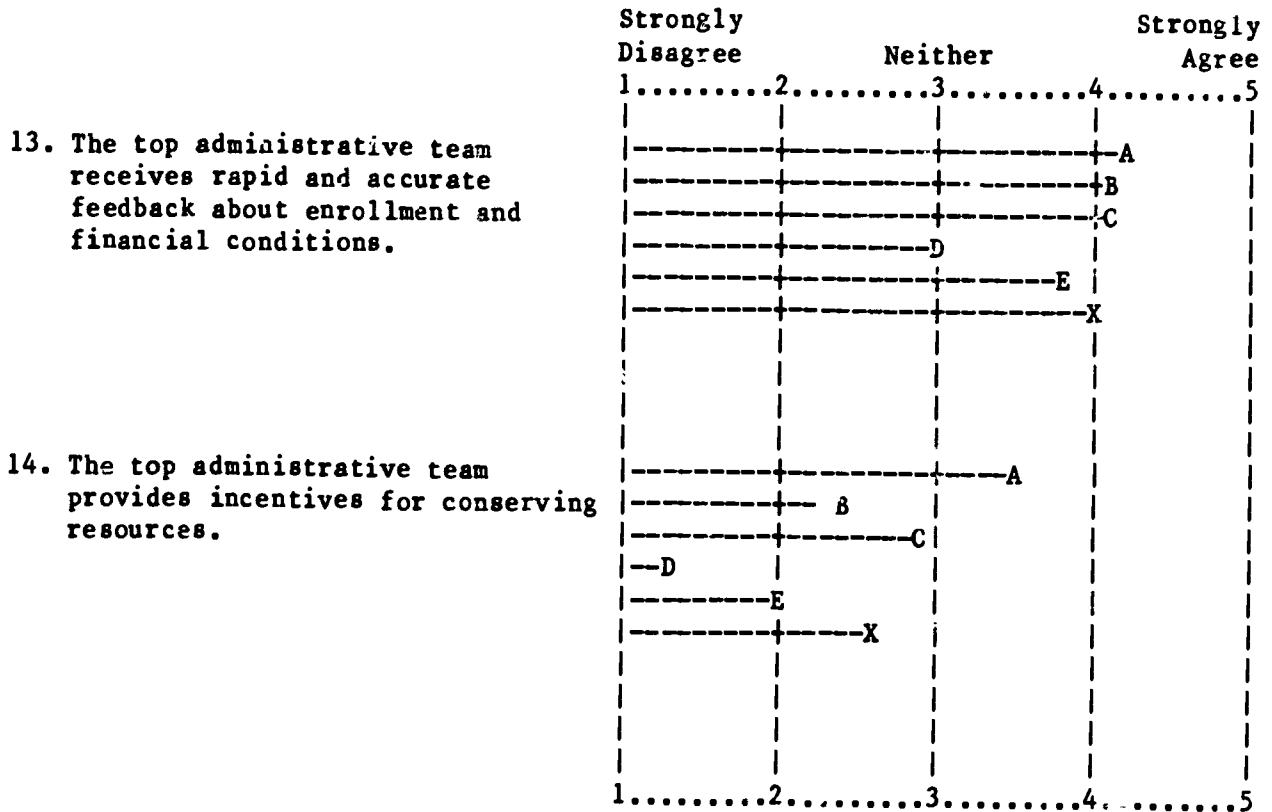 Strongly Strongly
Disagree Neither Agree
1.........2.........3.........4.........5
13. The top administrative team
receives rapid and accurate
feedback about enrollment and
financial conditions.
A
B
C
D
E
X
14. The top administrative team
provides incentives for conserving
resources.
A
B
C
D
E
X
1.........2.........3.........4.........5